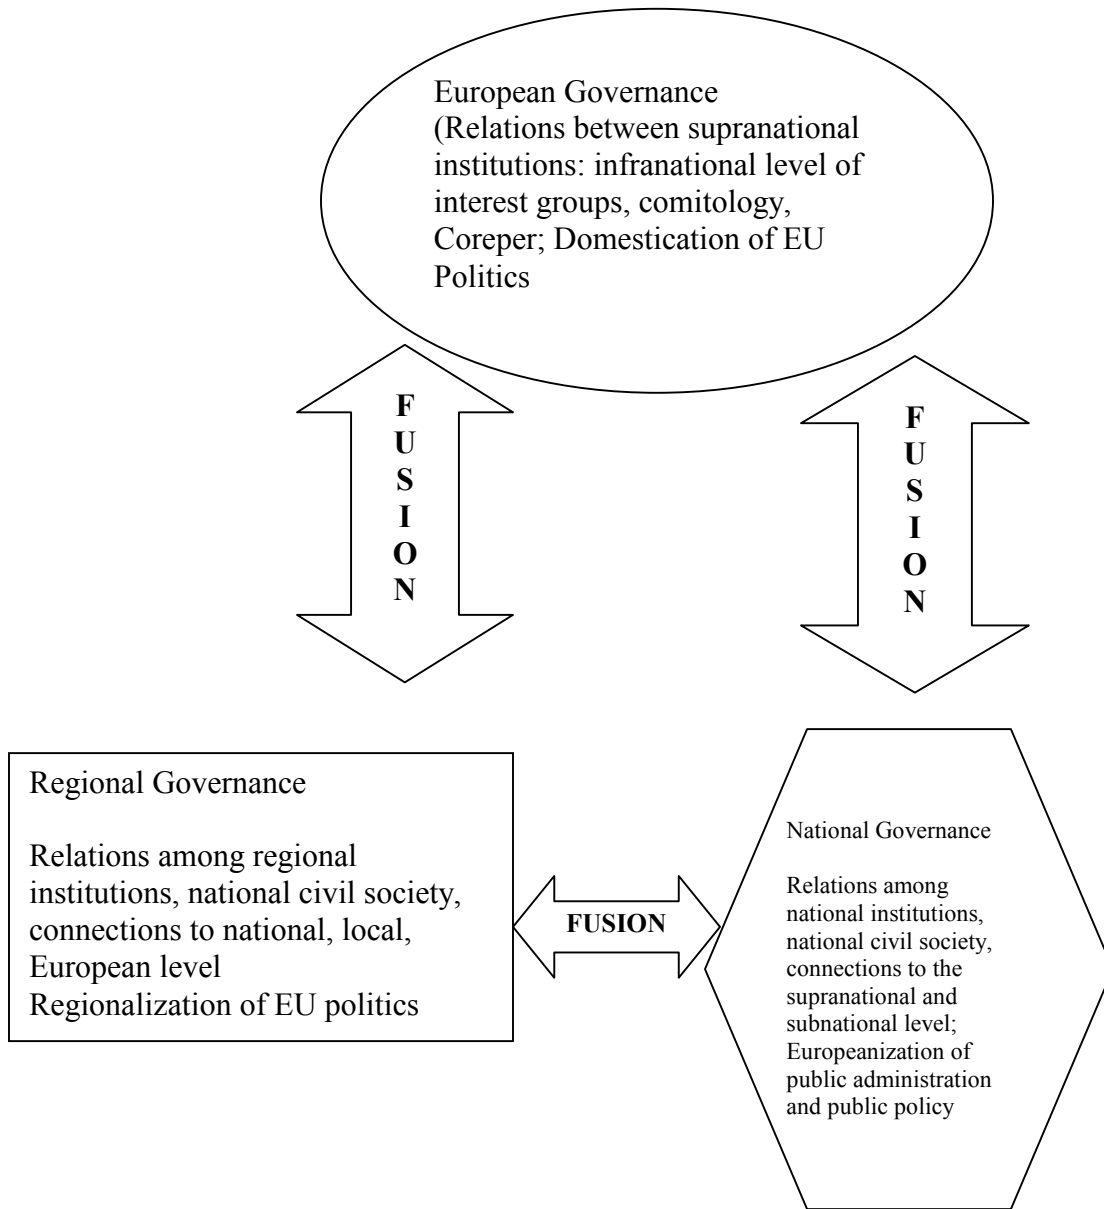 European Governance
(Relations between supranational
institutions: infranational level of
interest groups, comitology,
Coreper; Domestication of EU
Politics
F
U
S
I
O
N
F
U
S
I
O
N
Regional Governance
Relations among regional
institutions, national civil society,
connections to national, local,
European level
Regionalization of EU politics
FUSION
National Governance
Relations among
national institutions,
national civil society,
connections to the
supranational and
subnational level;
Europeanization of
public administration
and public policy